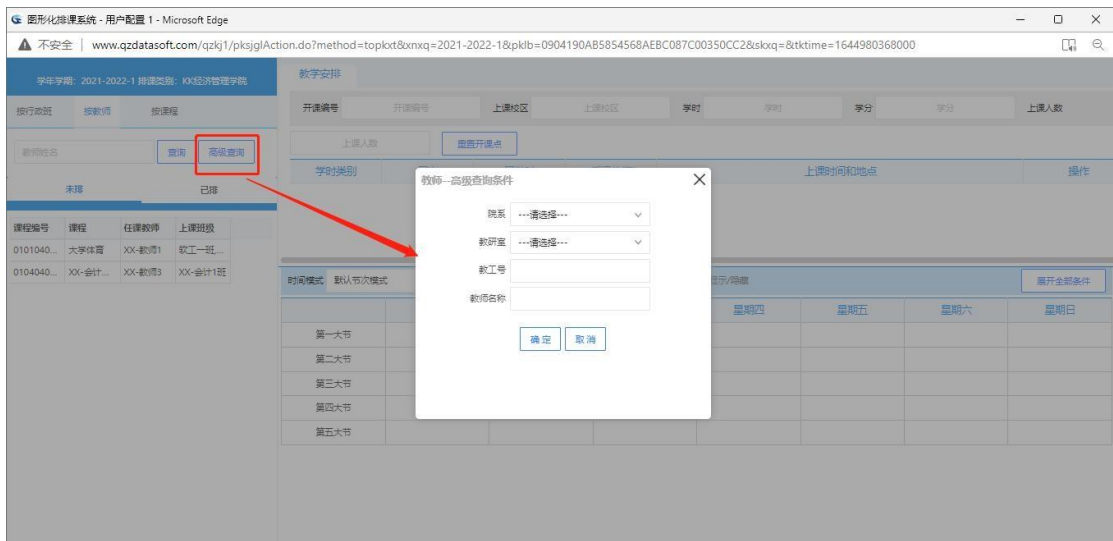 图形化排课系统 - 用户配置 1 - Microsoft Edge
不安全 | www.qzdatasoft.com/qzkj1/pksjglAction.do?method=topkxt&xnxq=2021-2022-1&pklb=0904190AB5854568AEBC087C00350CC2&skxq=&tktime=1644980368000
学年学期: 2021-2022-1 排课类别: KK经济管理学院
教学安排
按行政班 按教师 按课程
开课编号 开课编号 上课校区 上课校区 学时 学时 学分 学分 上课人数
教师姓名 查询 高级查询
上课人数 重置开课点
学时类别 上课时间和地点 操作
未排 已排
课程编号 课程 任课教师 上课班级
0101040... 大学体育 XX-教师1 软工一班,...
0104040... XX-会计... XX-教师3 XX-会计1班
教师--高级查询条件
院系 ---请选择---
教研室 ---请选择---
教工号
教师名称
确定 取消
时间模式 默认节次模式 显示/隐藏 展开全部条件
星期四 星期五 星期六 星期日
第一大节
第二大节
第三大节
第四大节
第五大节